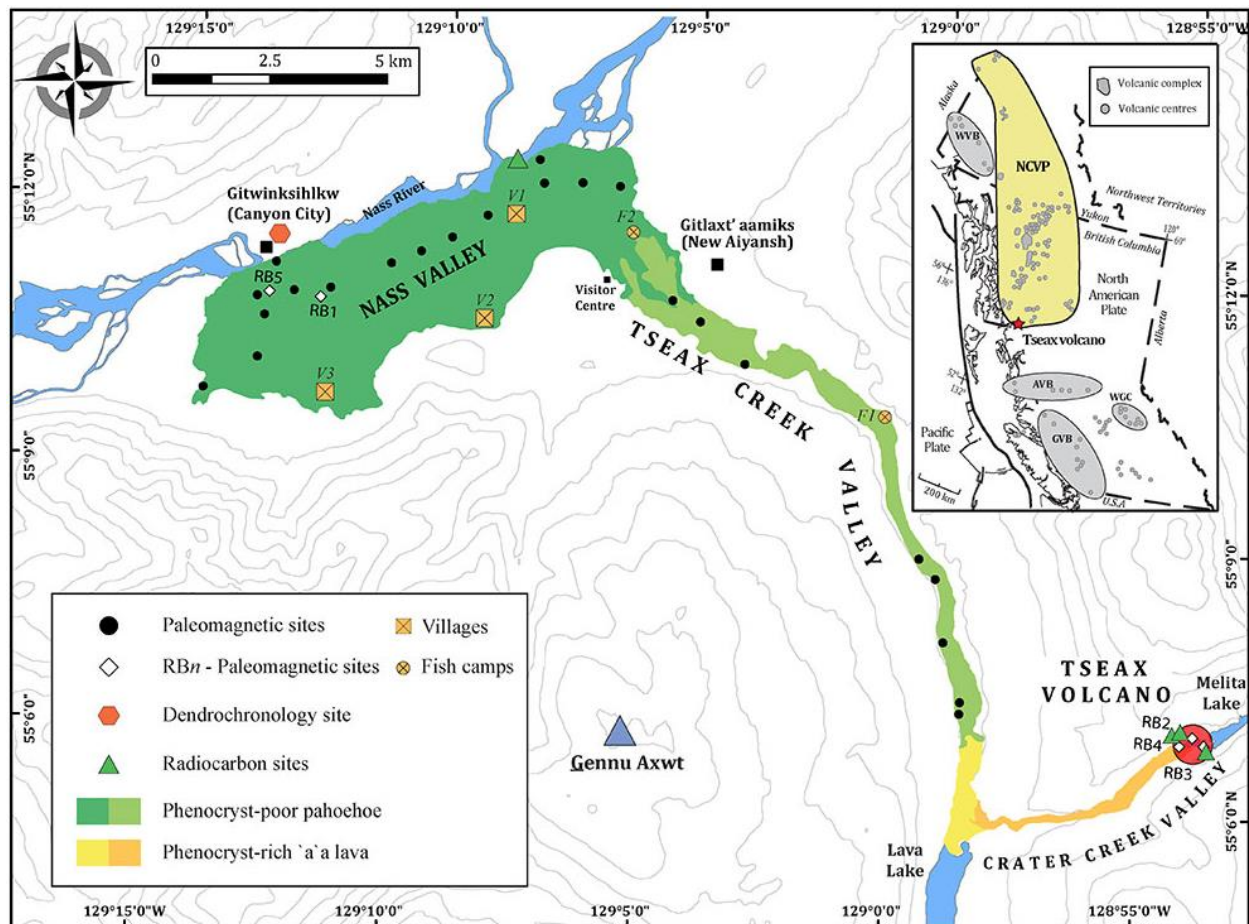 129°15'0"W
129°10'0"W
129°5'0"W
129°0'0"W
128°55'0"W
0
2.5
5 km
55°12'0"N
55°9'0"N
55°6'0"N
Gitwinksihlkw
(Canyon City)
Nass River
V1
F2
Gitlaxt' aamiks
(New Aiyansh)
RB5
RB1
NASS VALLEY
V2
Visitor
Centre
V3
TSEAX CREEK VALLEY
F1
Volcanic complex
Volcanic centres
Alaska
WVB
NCVP
Northwest Territories
Yukon
British Columbia
120°
60°
56°
136°
North
American
Plate
Alberta
Tseax volcano
52°
132°
AVB
WGC
GVB
Pacific
Plate
200 km
U.S.A
55°12'0"N
55°9'0"N
55°6'0"N
Paleomagnetic sites
Villages
RBn - Paleomagnetic sites
Fish camps
Dendrochronology site
Radiocarbon sites
Phenocryst-poor pahoehoe
Phenocryst-rich `a`a lava
Gennu Axwt
TSEAX
VOLCANO
Melita
Lake
RB2
RB4
RB3
CRATER CREEK VALLEY
Lava
Lake
129°15'0"W
129°10'0"W
129°5'0"W
129°0'0"W
128°55'0"W